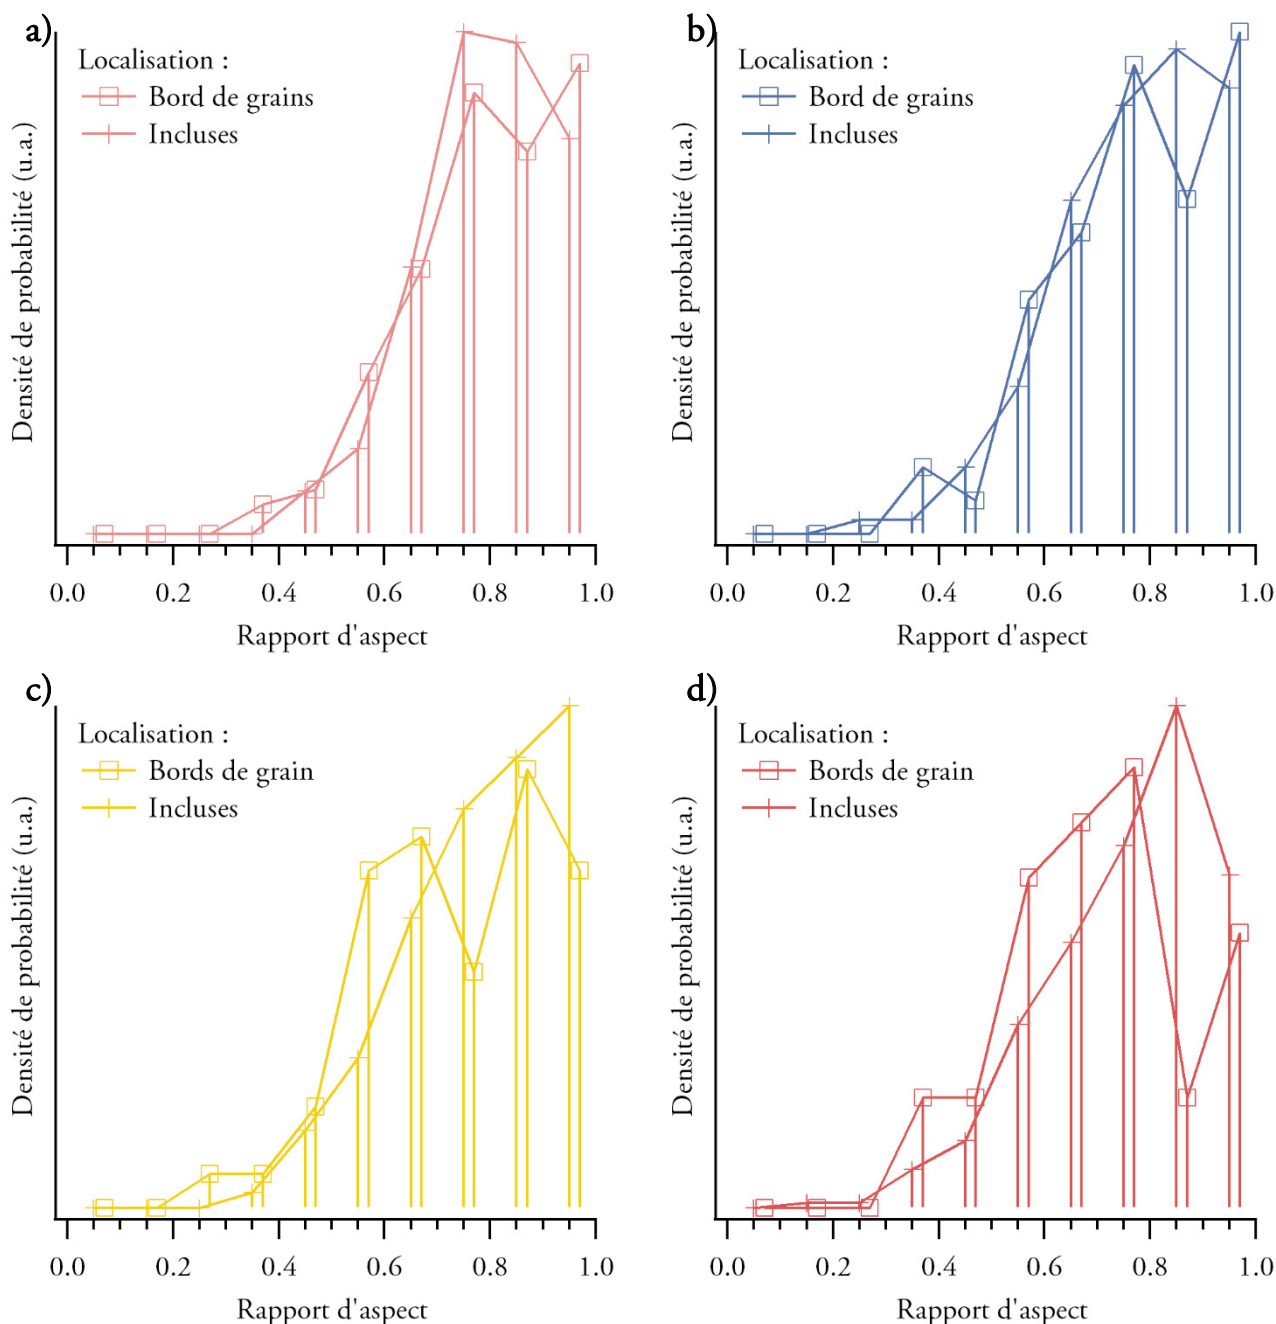 a)
Localisation :
Bord de grains
Incluses
Densité de probabilité (u.a.)
0.0 0.2 0.4 0.6 0.8 1.0
Rapport d'aspect
b)
Localisation :
Bord de grains
Incluses
Densité de probabilité (u.a.)
0.0 0.2 0.4 0.6 0.8 1.0
Rapport d'aspect
c)
Localisation :
Bords de grain
Incluses
Densité de probabilité (u.a.)
0.0 0.2 0.4 0.6 0.8 1.0
Rapport d'aspect
d)
Localisation :
Bords de grain
Incluses
Densité de probabilité (u.a.)
0.0 0.2 0.4 0.6 0.8 1.0
Rapport d'aspect